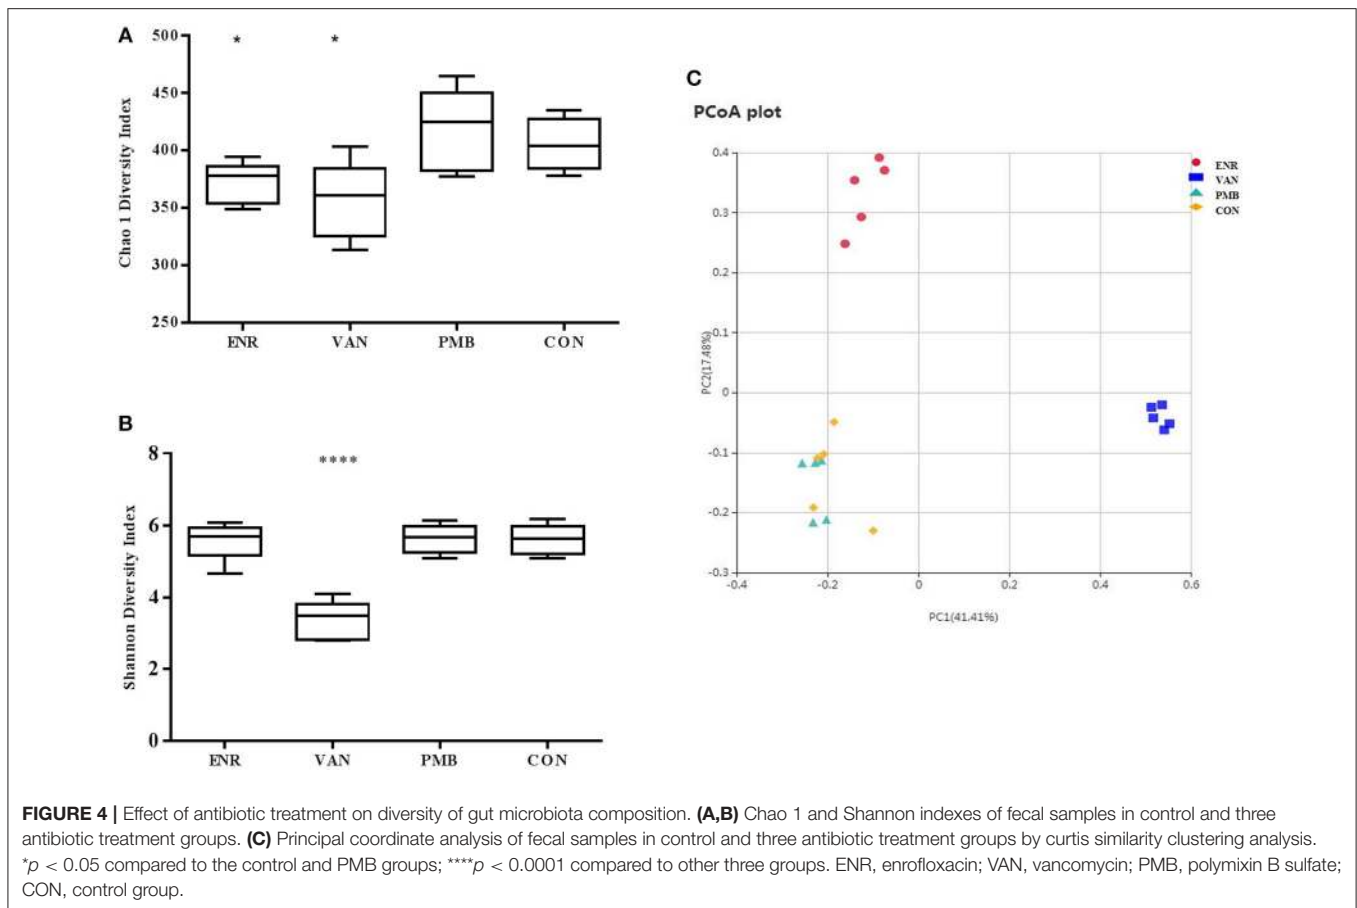 A
500
450
400
350
300
250
Chao 1 Diversity Index
*
*
ENR
VAN
PMB
CON
B
8
6
4
2
0
Shannon Diversity Index
****
ENR
VAN
PMB
CON
C
PCoA plot
0.4
0.3
0.2
0.1
0
-0.1
-0.2
-0.3
PC2(17.48%)
-0.4
-0.2
0
0.2
0.4
0.6
PC1(41.41%)
ENR
VAN
PMB
CON
FIGURE 4 | Effect of antibiotic treatment on diversity of gut microbiota composition. (A,B) Chao 1 and Shannon indexes of fecal samples in control and three
antibiotic treatment groups. (C) Principal coordinate analysis of fecal samples in control and three antibiotic treatment groups by curtis similarity clustering analysis.
*p < 0.05 compared to the control and PMB groups; ****p < 0.0001 compared to other three groups. ENR, enrofloxacin; VAN, vancomycin; PMB, polymixin B sulfate;
CON, control group.